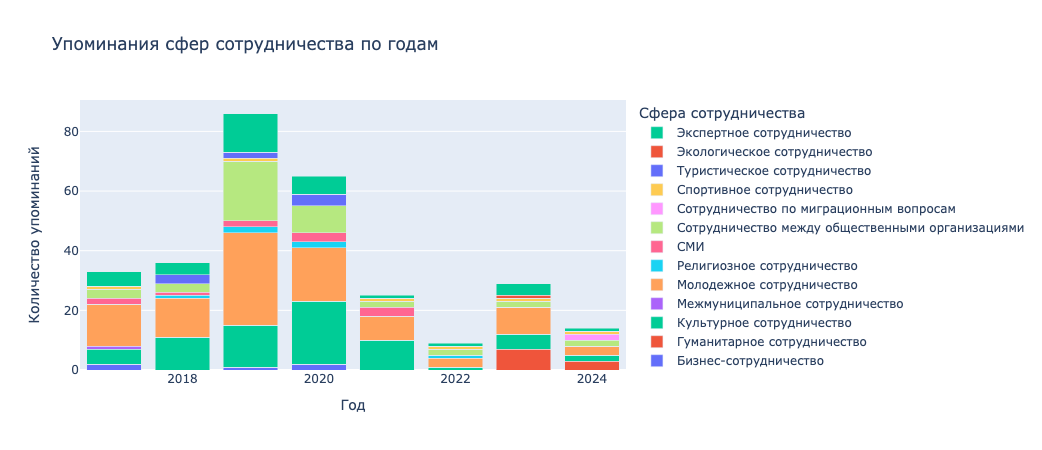 Упоминания сфер сотрудничества по годам
Количество упоминаний
80
60
40
20
0
2018
2020
2022
2024
Год
Сфера сотрудничества
Экспертное сотрудничество
Экологическое сотрудничество
Туристическое сотрудничество
Спортивное сотрудничество
Сотрудничество по миграционным вопросам
Сотрудничество между общественными организациями
СМИ
Религиозное сотрудничество
Молодежное сотрудничество
Межмуниципальное сотрудничество
Культурное сотрудничество
Гуманитарное сотрудничество
Бизнес-сотрудничество